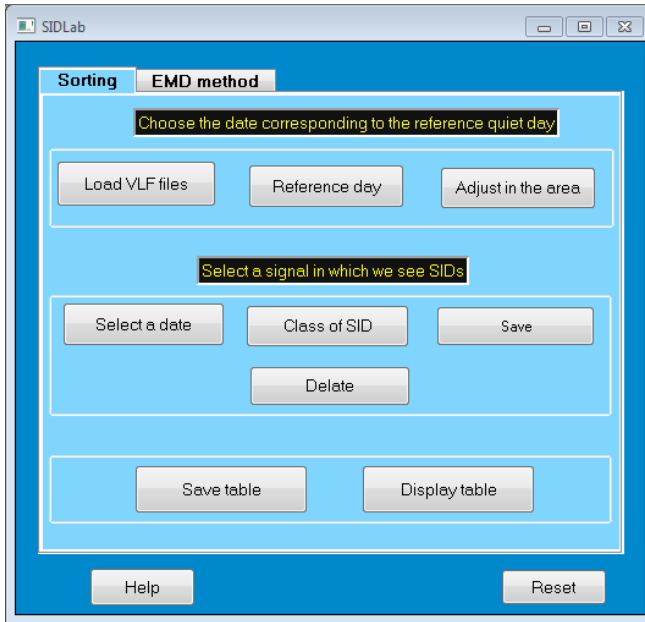 SIDLab
Sorting EMD method
Choose the date corresponding to the reference quiet day
Load VLF files Reference day Adjust in the area
Select a signal in which we see SIDs
Select a date Class of SID Save
Delate
Save table Display table
Help Reset